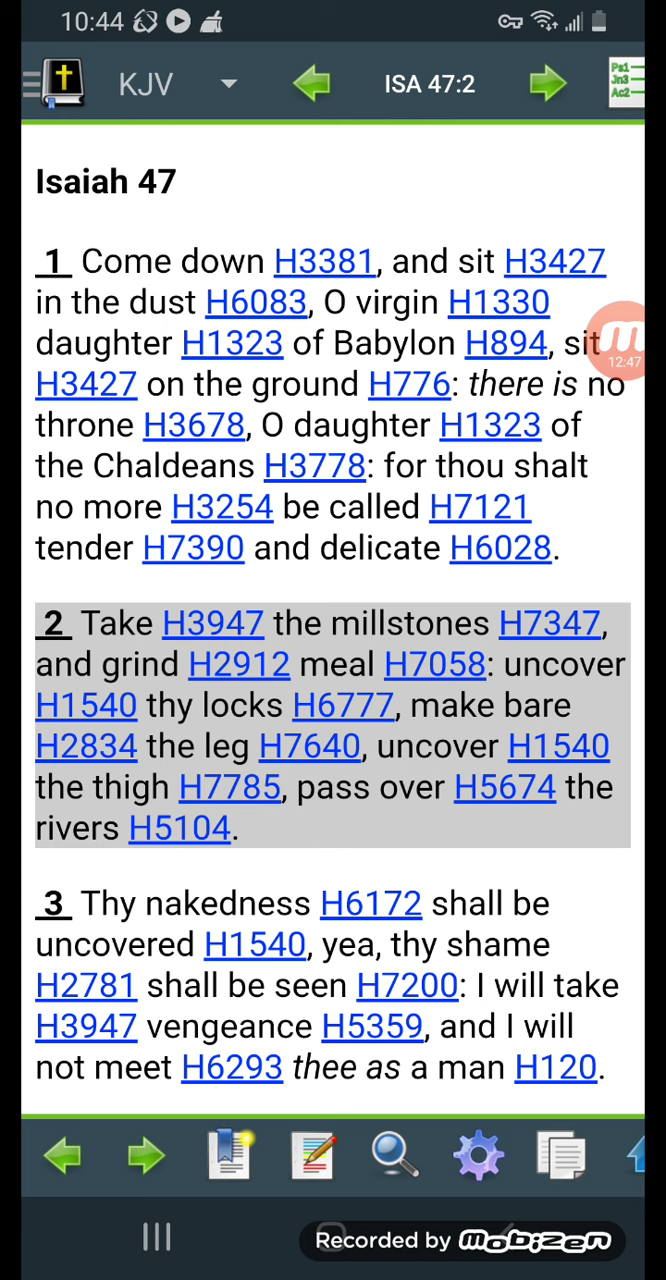 10:44
KJV
ISA 47:2
Ps1
Jn3
Ac2
Isaiah 47
1 Come down H3381, and sit H3427
in the dust H6083, O virgin H1330
daughter H1323 of Babylon H894, sit
12:47
H3427 on the ground H776: there is no
throne H3678, O daughter H1323 of
the Chaldeans H3778: for thou shalt
no more H3254 be called H7121
tender H7390 and delicate H6028.
2 Take H3947 the millstones H7347,
and grind H2912 meal H7058: uncover
H1540 thy locks H6777, make bare
H2834 the leg H7640, uncover H1540
the thigh H7785, pass over H5674 the
rivers H5104.
3 Thy nakedness H6172 shall be
uncovered H1540, yea, thy shame
H2781 shall be seen H7200: I will take
H3947 vengeance H5359, and I will
not meet H6293 thee as a man H120.
Recorded by mobizen